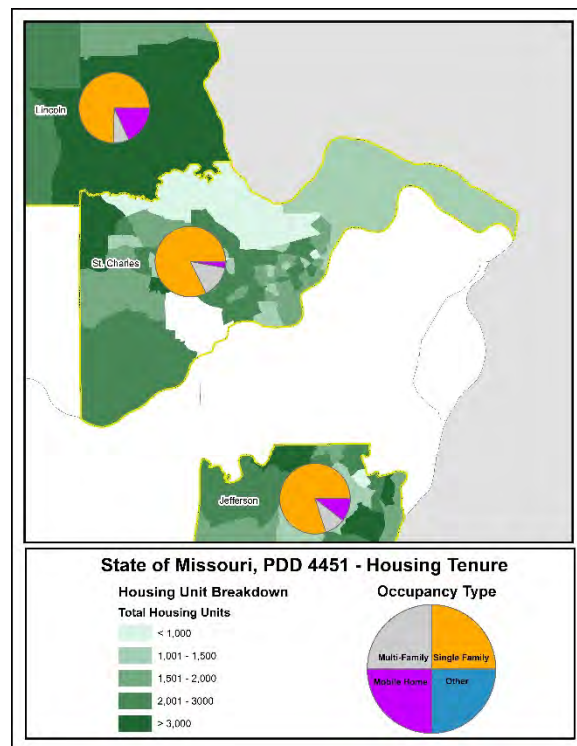 Lincoln
St. Charles
Jefferson
State of Missouri, PDD 4451 - Housing Tenure
Housing Unit Breakdown
Total Housing Units
< 1,000
1,001 - 1,500
1,501 - 2,000
2,001 - 3000
> 3,000
Occupancy Type
Multi-Family
Single Family
Mobile Home
Other